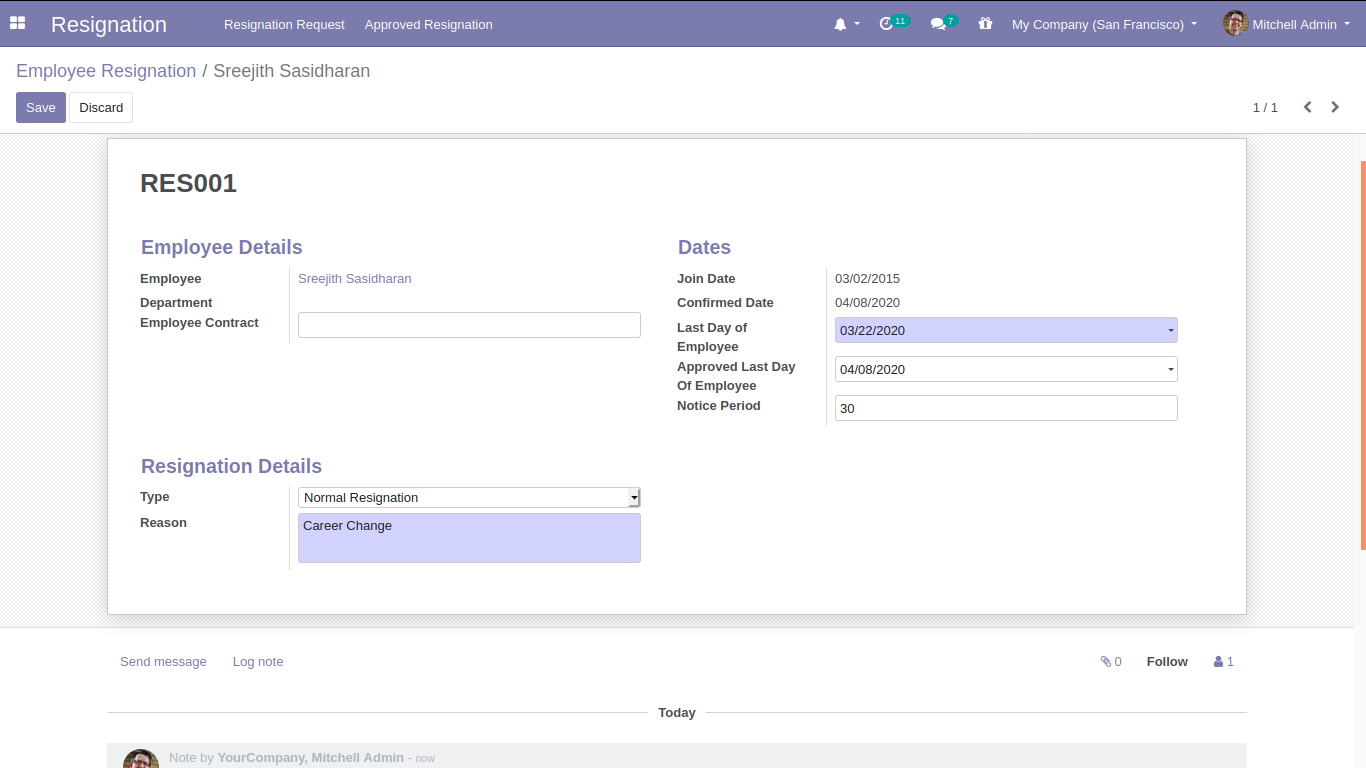 Resignation Resignation Request Approved Resignation 11 7 My Company (San Francisco) Mitchell Admin
Employee Resignation / Sreejith Sasidharan
Save Discard 1 / 1
RES001
Employee Details
Employee Sreejith Sasidharan
Department
Employee Contract
Dates
Join Date 03/02/2015
Confirmed Date 04/08/2020
Last Day of
Employee 03/22/2020
Approved Last Day
Of Employee 04/08/2020
Notice Period 30
Resignation Details
Type Normal Resignation
Reason Career Change
Send message Log note 0 Follow 1
Today
Note by YourCompany, Mitchell Admin - now